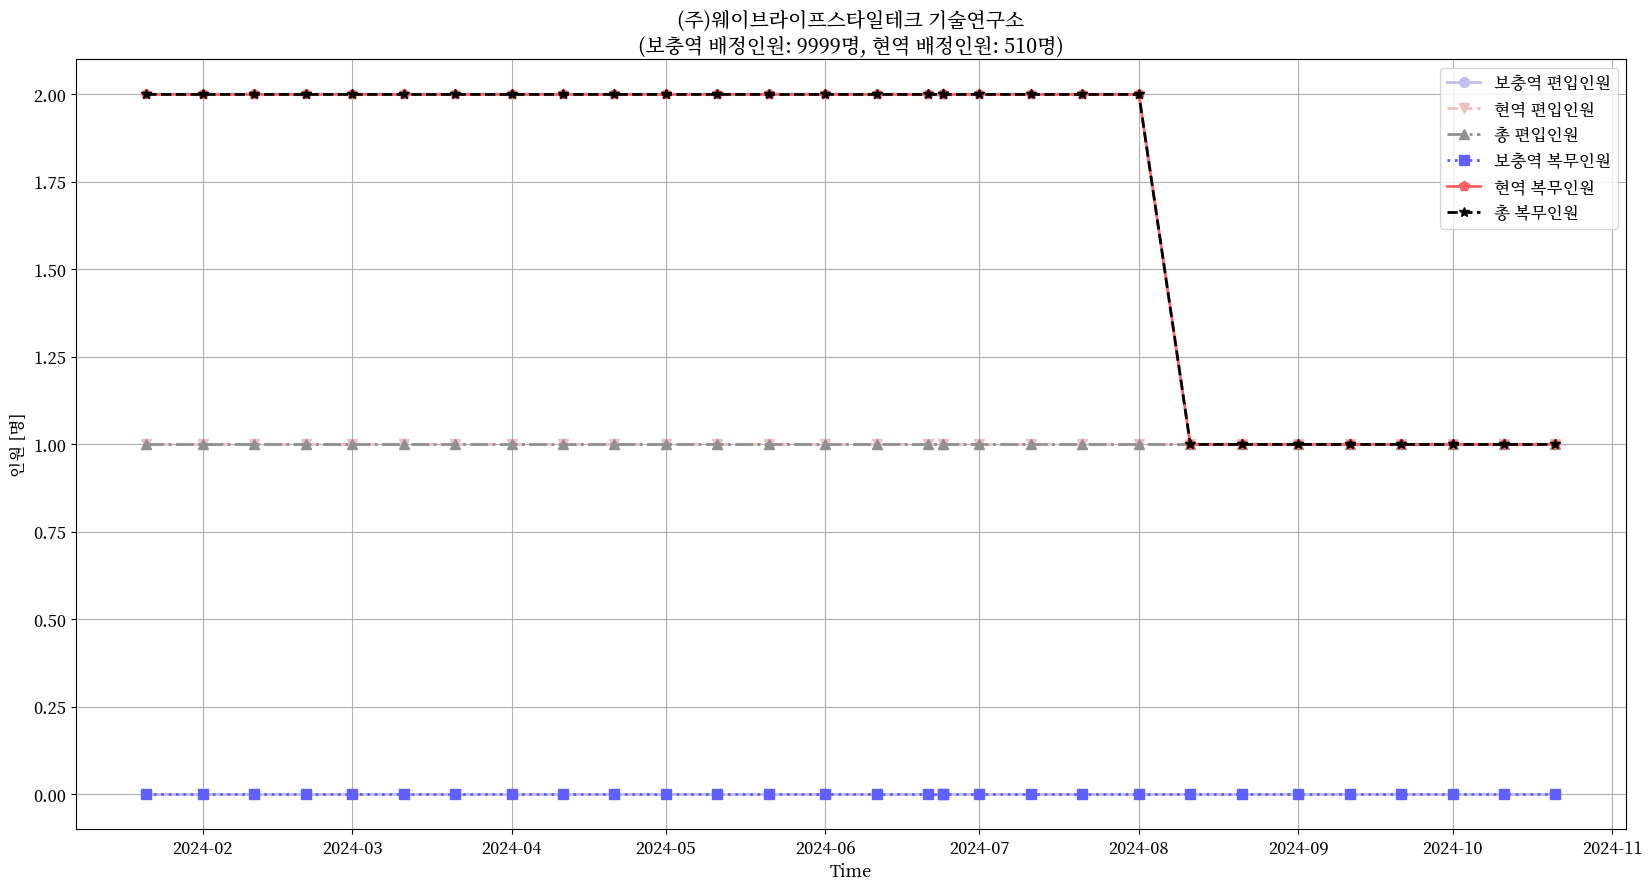 (주)웨이브라이프스타일테크 기술연구소
(보충역 배정인원: 9999명, 현역 배정인원: 510명)
보충역 편입인원
현역 편입인원
총 편입인원
보충역 복무인원
현역 복무인원
총 복무인원
인원 [명]
2.00
1.75
1.50
1.25
1.00
0.75
0.50
0.25
0.00
2024-02 2024-03 2024-04 2024-05 2024-06 2024-07 2024-08 2024-09 2024-10 2024-11
Time